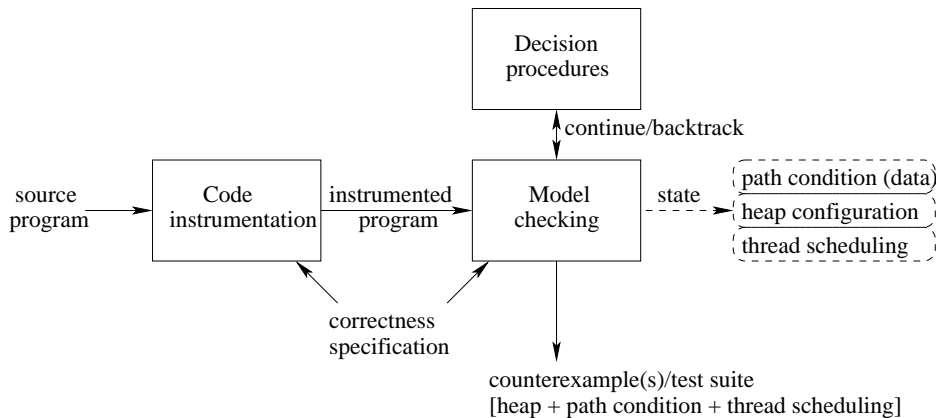 Decision
procedures
continue/backtrack
source
program
Code
instrumentation
instrumented
program
Model
checking
state
path condition (data)
heap configuration
thread scheduling
correctness
specification
counterexample(s)/test suite
[heap + path condition + thread scheduling]